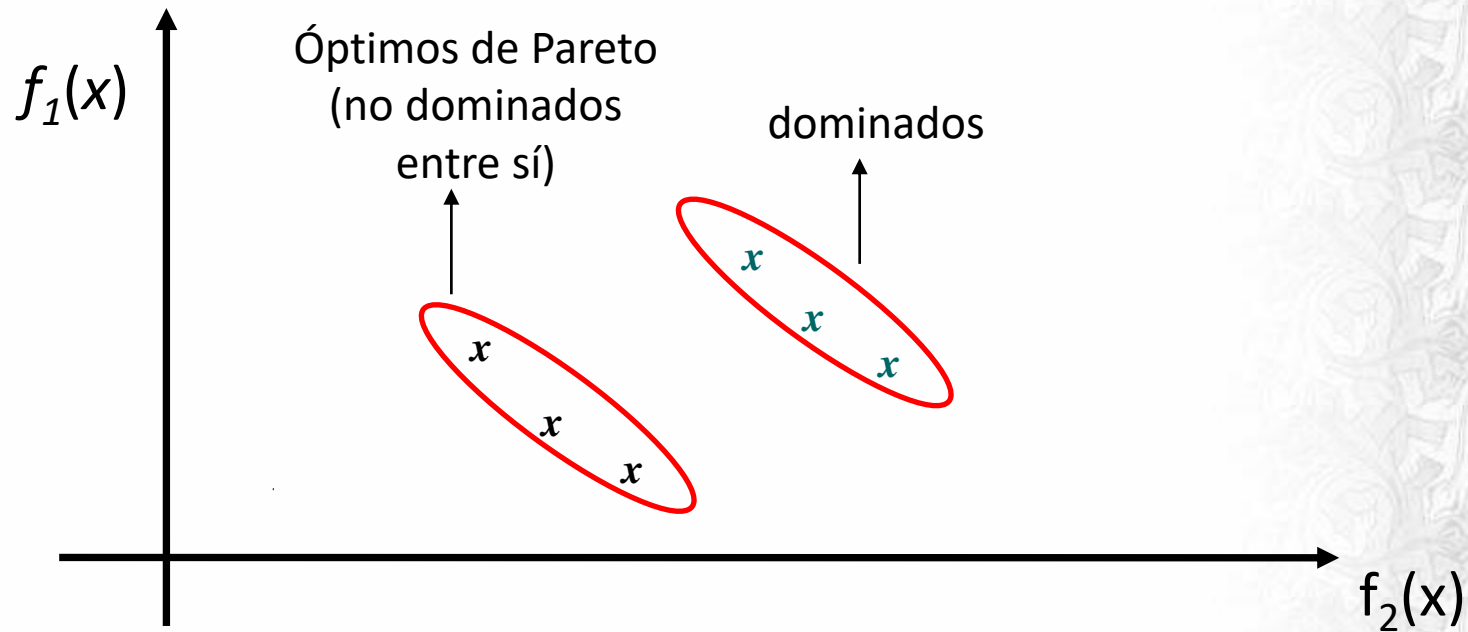 f₁(x)
Óptimos de Pareto
(no dominados
entre sí)
dominados
x
x
x
x
x
x
f₂(x)